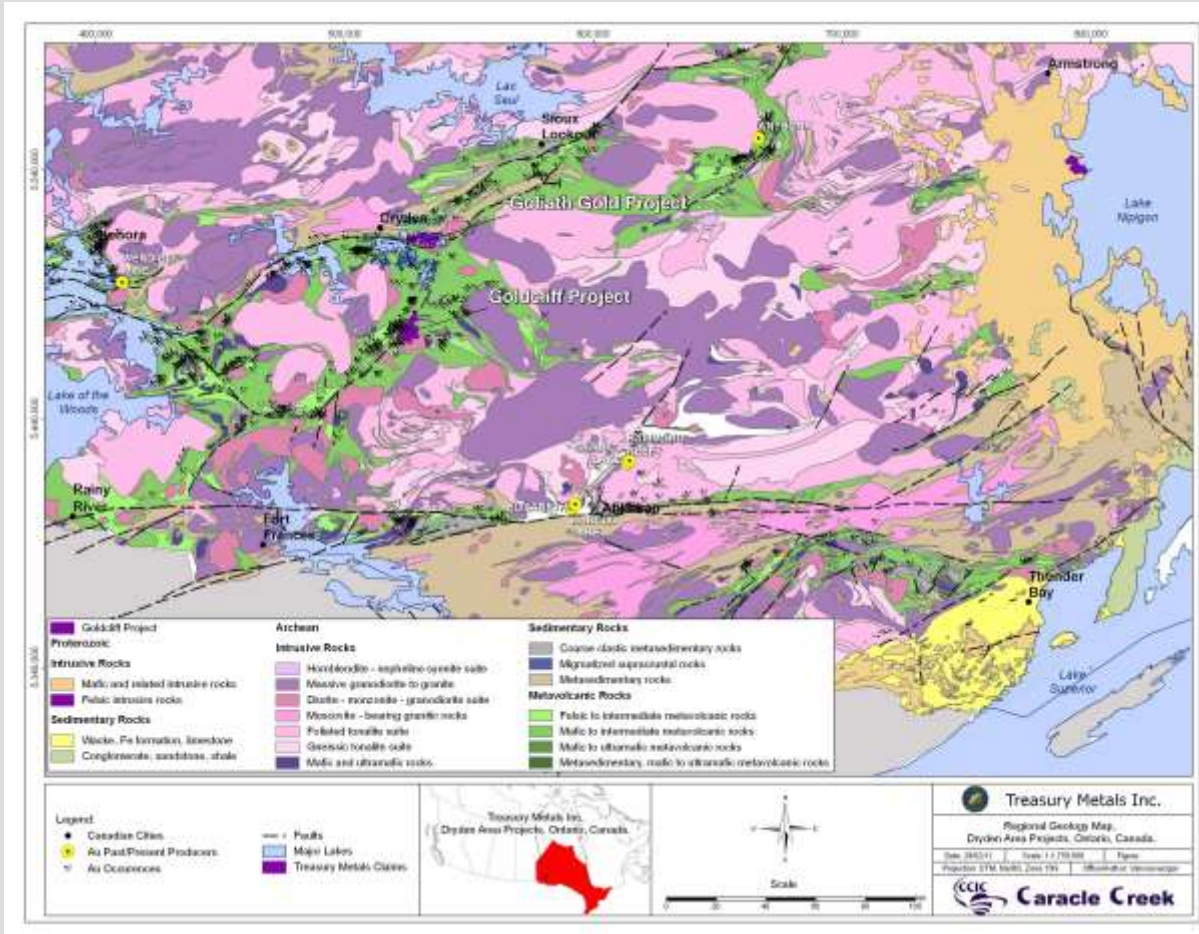 400,000 500,000 700,000
Armstrong
Lac
Seul
Sioux
Lookout
5,540,000
Goliath Gold Project
Lake
Nipigon
Dryden
Goldcliff Project
Lake of the
Woods
5,440,000
Rainy
River
Fort
Frances
Thunder
Bay
Lake
Superior
Goldcliff Project
Proterozoic
Intrusive Rocks
Mafic and related intrusive rocks
Felsic intrusive rocks
Sedimentary Rocks
Wacke, Fe formation, limestone
Conglomerate, sandstone, shale
Archean
Intrusive Rocks
Hornblendite - nepheline syenite suite
Massive granodiorite to granite
Diorite - monzonite - granodiorite suite
Muscovite - bearing granitic rocks
Foliated tonalite suite
Gneissic tonalite suite
Mafic and ultramafic rocks
Sedimentary Rocks
Coarse clastic metasedimentary rocks
Migmatized supracrustal rocks
Metasedimentary rocks
Metavolcanic Rocks
Felsic to intermediate metavolcanic rocks
Mafic to intermediate metavolcanic rocks
Mafic to ultramafic metavolcanic rocks
Metasedimentary, mafic to ultramafic metavolcanic rocks
Legend
Canadian Cities
Au Past/Present Producers
Au Occurences
Faults
Major Lakes
Treasury Metals Claims
Treasury Metals Inc.
Dryden Area Projects, Ontario, Canada.
Scale
Treasury Metals Inc.
Regional Geology Map,
Dryden Area Projects, Ontario, Canada.
CCIC
Caracle Creek